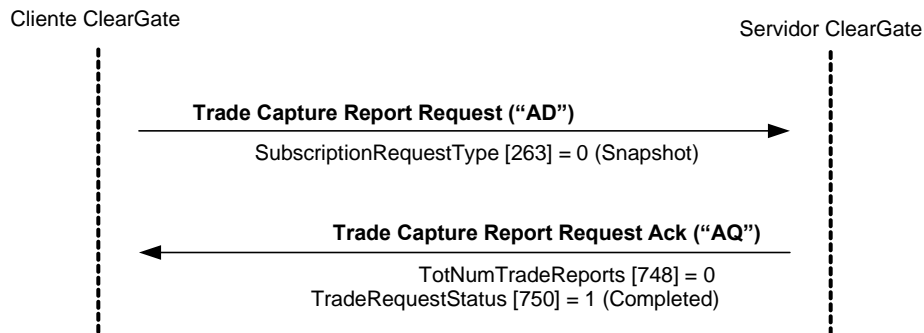 Cliente ClearGate
Servidor ClearGate
Trade Capture Report Request (“AD”)
SubscriptionRequestType [263] = 0 (Snapshot)
Trade Capture Report Request Ack (“AQ”)
TotNumTradeReports [748] = 0
TradeRequestStatus [750] = 1 (Completed)